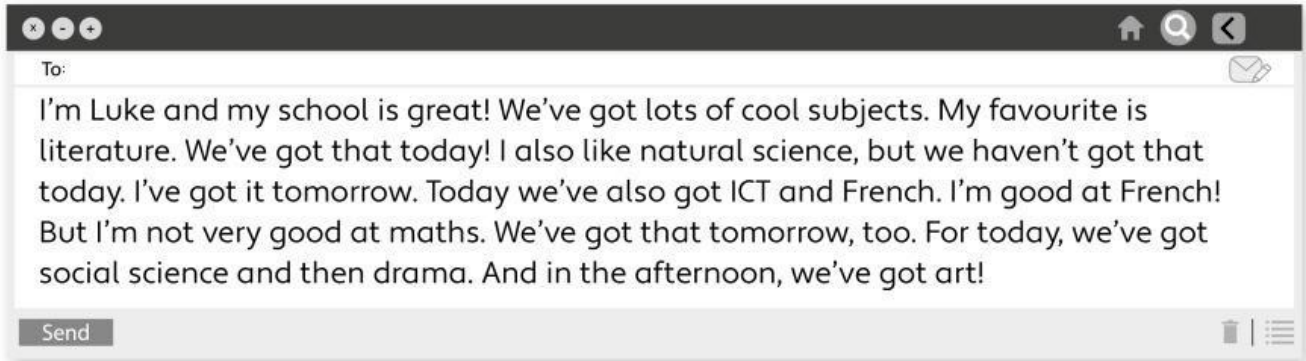 To:
I'm Luke and my school is great! We've got lots of cool subjects. My favourite is
literature. We've got that today! I also like natural science, but we haven't got that
today. I've got it tomorrow. Today we've also got ICT and French. I'm good at French!
But I'm not very good at maths. We've got that tomorrow, too. For today, we've got
social science and then drama. And in the afternoon, we've got art!
Send